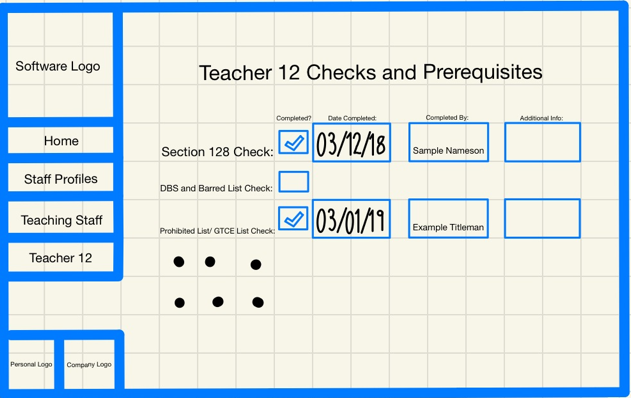 Software Logo
Teacher 12 Checks and Prerequisites
Completed?
Date Completed:
Completed By:
Additional Info:
Home
Section 128 Check:
03/12/18
Sample Nameson
Staff Profiles
DBS and Barred List Check:
Teaching Staff
Prohibited List/ GTCE List Check:
03/01/19
Example Titleman
Teacher 12
Personal Logo
Company Logo